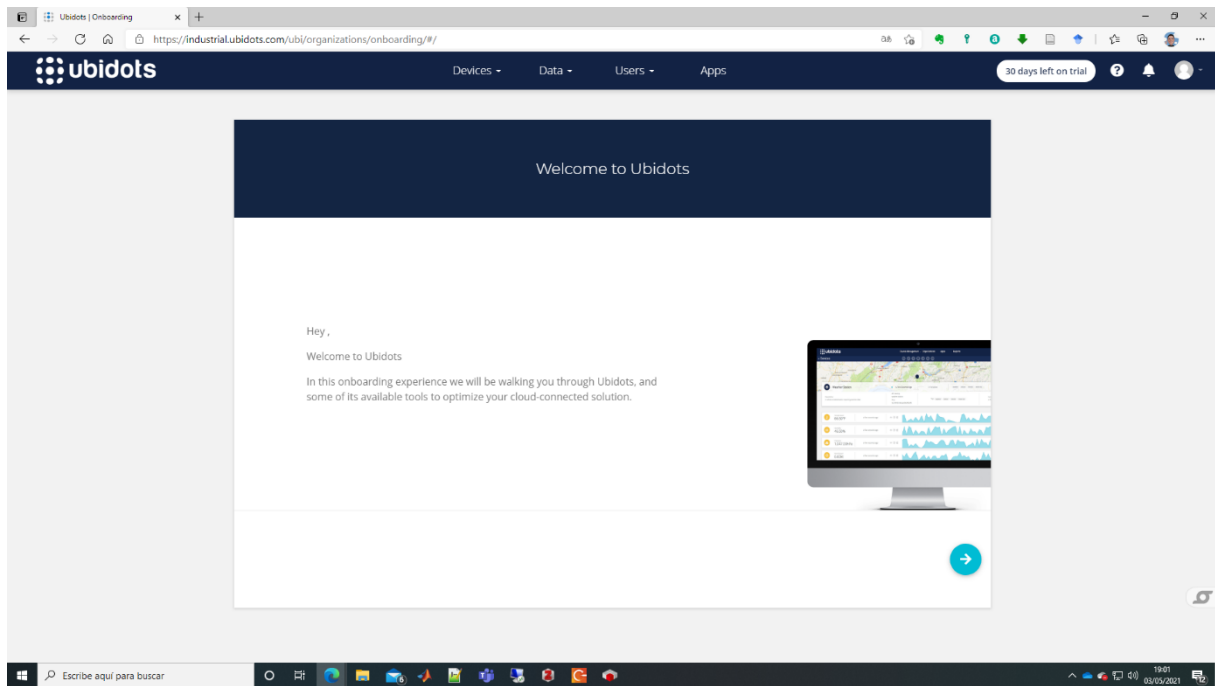 Ubidots | Onboarding
https://industrial.ubidots.com/ubi/organizations/onboarding/#/
ubidots Devices Data Users Apps 30 days left on trial
Welcome to Ubidots
Hey ,
Welcome to Ubidots
In this onboarding experience we will be walking you through Ubidots, and
some of its available tools to optimize your cloud-connected solution.
Escribe aquí para buscar
19:01
03/05/2021